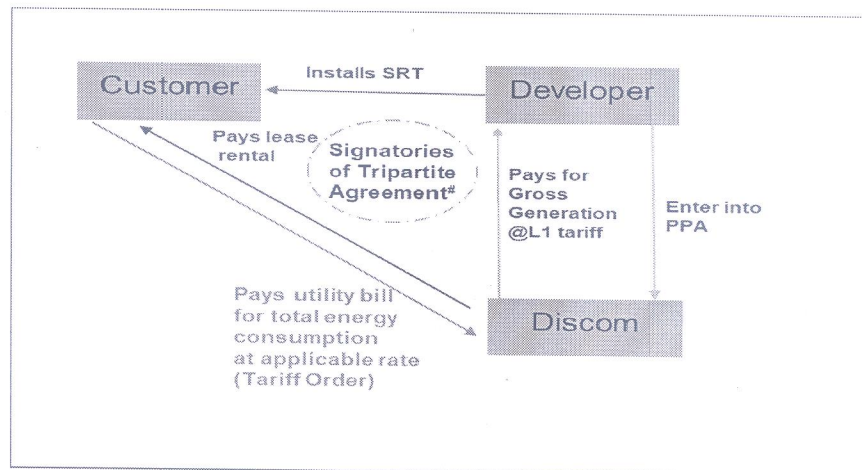 Customer
Installs SRT
Developer
Pays lease
rental
Signatories
of Tripartite
Agreement#
Pays for
Gross
Generation
@L1 tariff
Enter into
PPA
Pays utility bill
for total energy
consumption
at applicable rate
(Tariff Order)
Discom